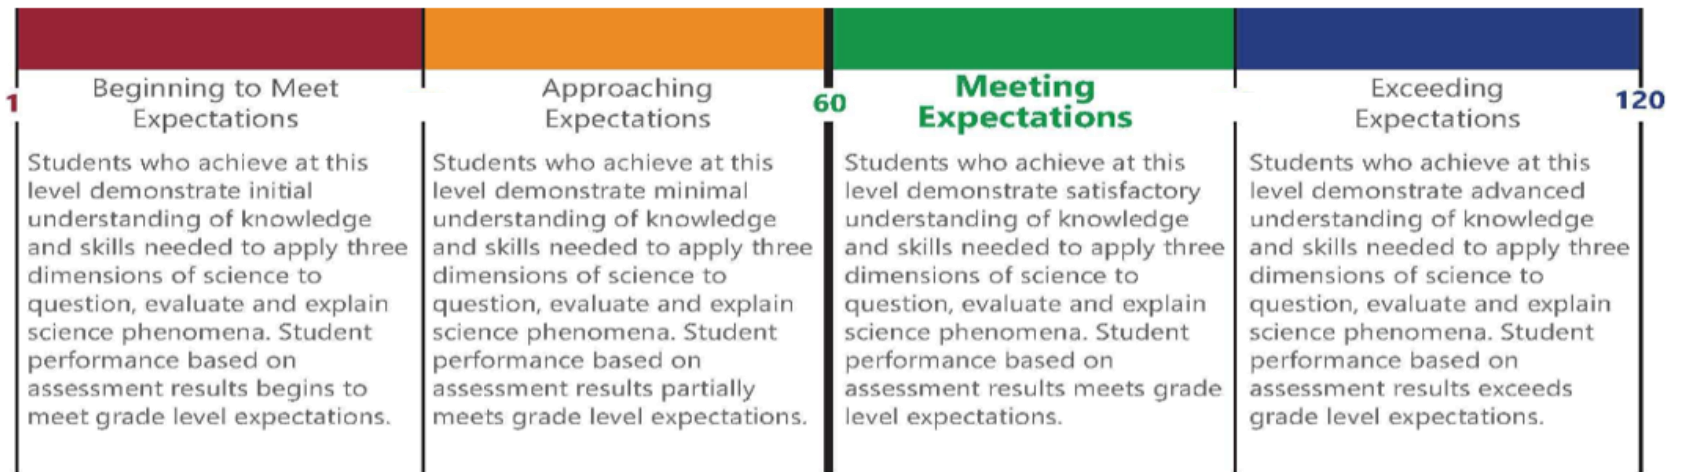 Beginning to Meet
Expectations
1
Students who achieve at this
level demonstrate initial
understanding of knowledge
and skills needed to apply three
dimensions of science to
question, evaluate and explain
science phenomena. Student
performance based on
assessment results begins to
meet grade level expectations.
Approaching
Expectations
Students who achieve at this
level demonstrate minimal
understanding of knowledge
and skills needed to apply three
dimensions of science to
question, evaluate and explain
science phenomena. Student
performance based on
assessment results partially
meets grade level expectations.
60
Meeting
Expectations
Students who achieve at this
level demonstrate satisfactory
understanding of knowledge
and skills needed to apply three
dimensions of science to
question, evaluate and explain
science phenomena. Student
performance based on
assessment results meets grade
level expectations.
Exceeding
Expectations
120
Students who achieve at this
level demonstrate advanced
understanding of knowledge
and skills needed to apply three
dimensions of science to
question, evaluate and explain
science phenomena. Student
performance based on
assessment results exceeds
grade level expectations.